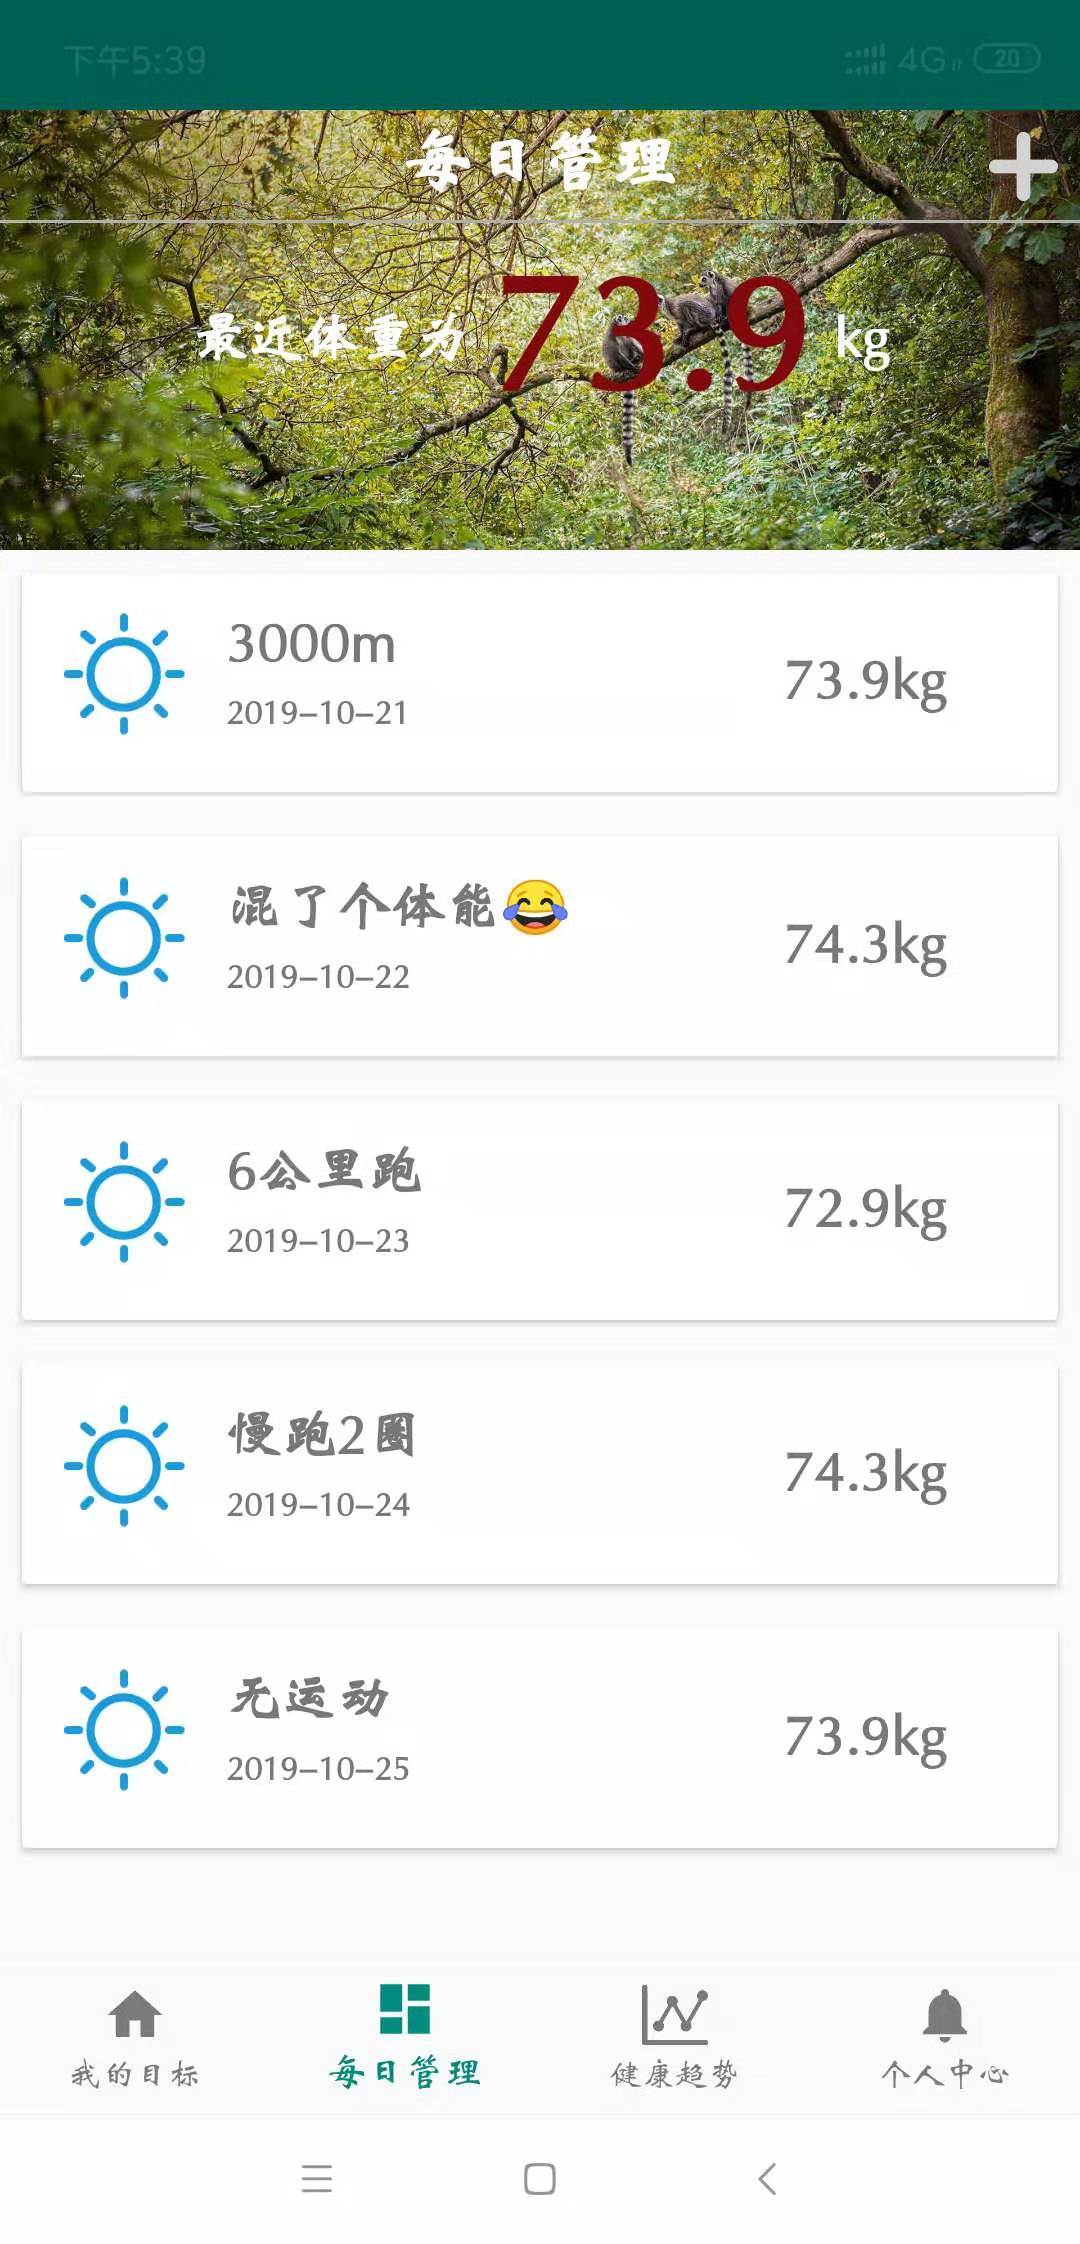 下午5:39 4G 20
每日管理
最近体重为 73.9 kg
3000m
73.9kg
2019-10-21
混了个体能😂
74.3kg
2019-10-22
6公里跑
72.9kg
2019-10-23
慢跑2圈
74.3kg
2019-10-24
无运动
73.9kg
2019-10-25
我的目标 每日管理 健康趋势 个人中心